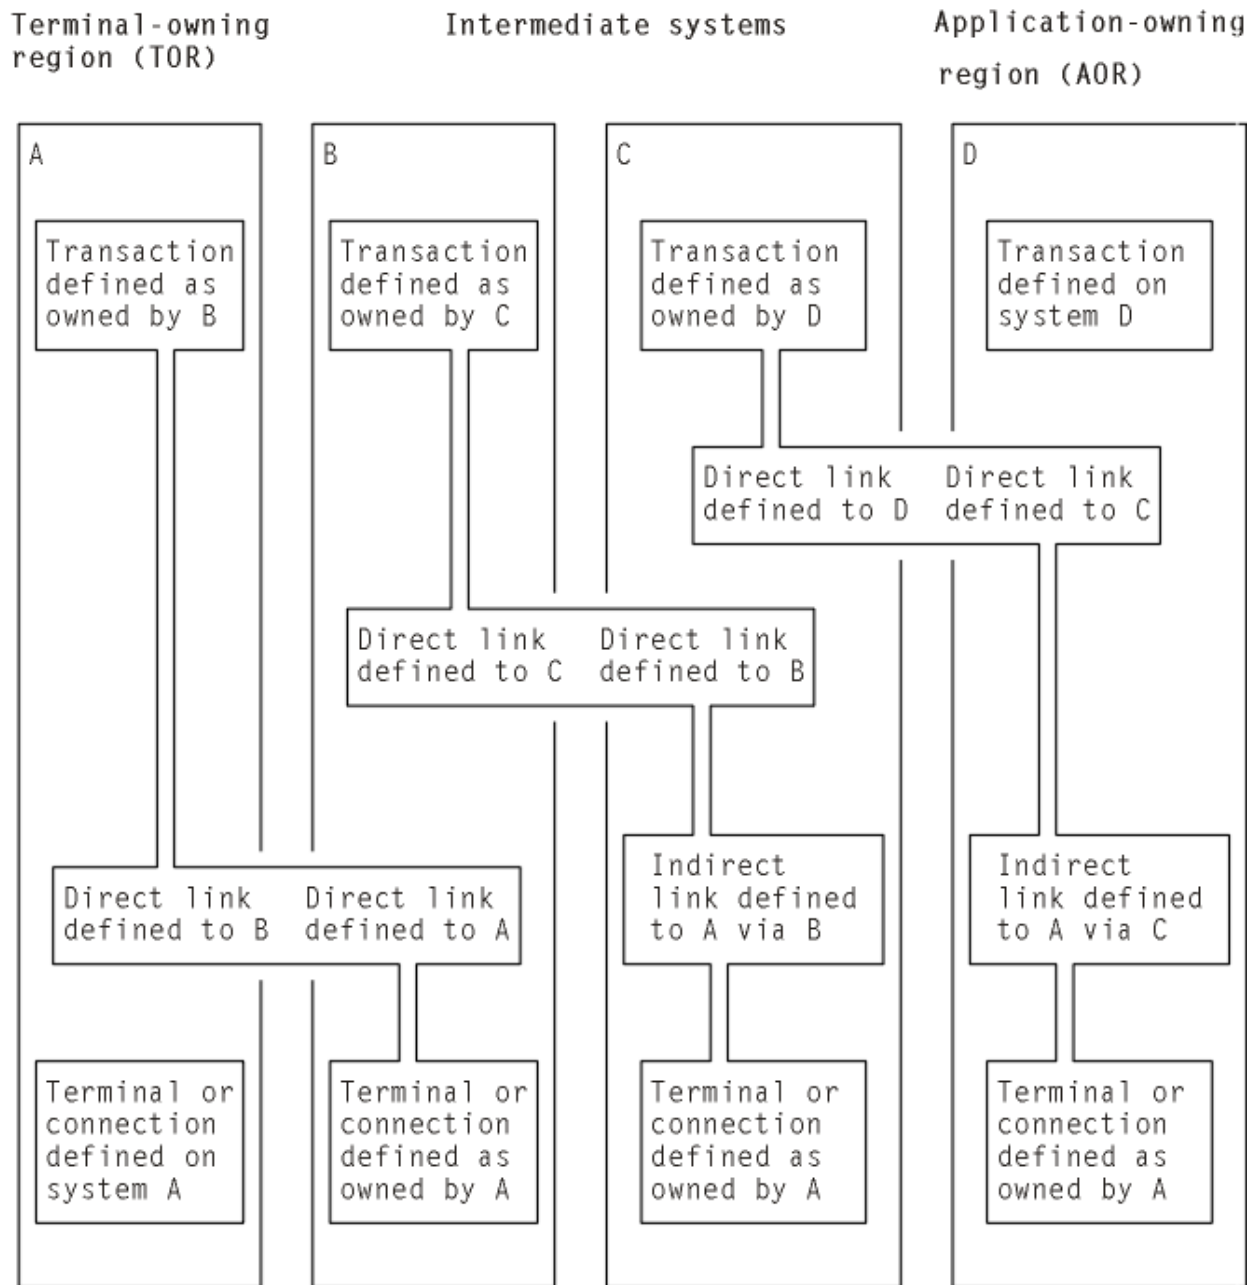 Terminal-owning
region (TOR)
Intermediate systems
Application-owning
region (AOR)
A
B
C
D
Transaction
defined as
owned by B
Transaction
defined as
owned by C
Transaction
defined as
owned by D
Transaction
defined on
system D
Direct link
defined to D
Direct link
defined to C
Direct link
defined to C
Direct link
defined to B
Direct link
defined to B
Direct link
defined to A
Indirect
link defined
to A via B
Indirect
link defined
to A via C
Terminal or
connection
defined on
system A
Terminal or
connection
defined as
owned by A
Terminal or
connection
defined as
owned by A
Terminal or
connection
defined as
owned by A